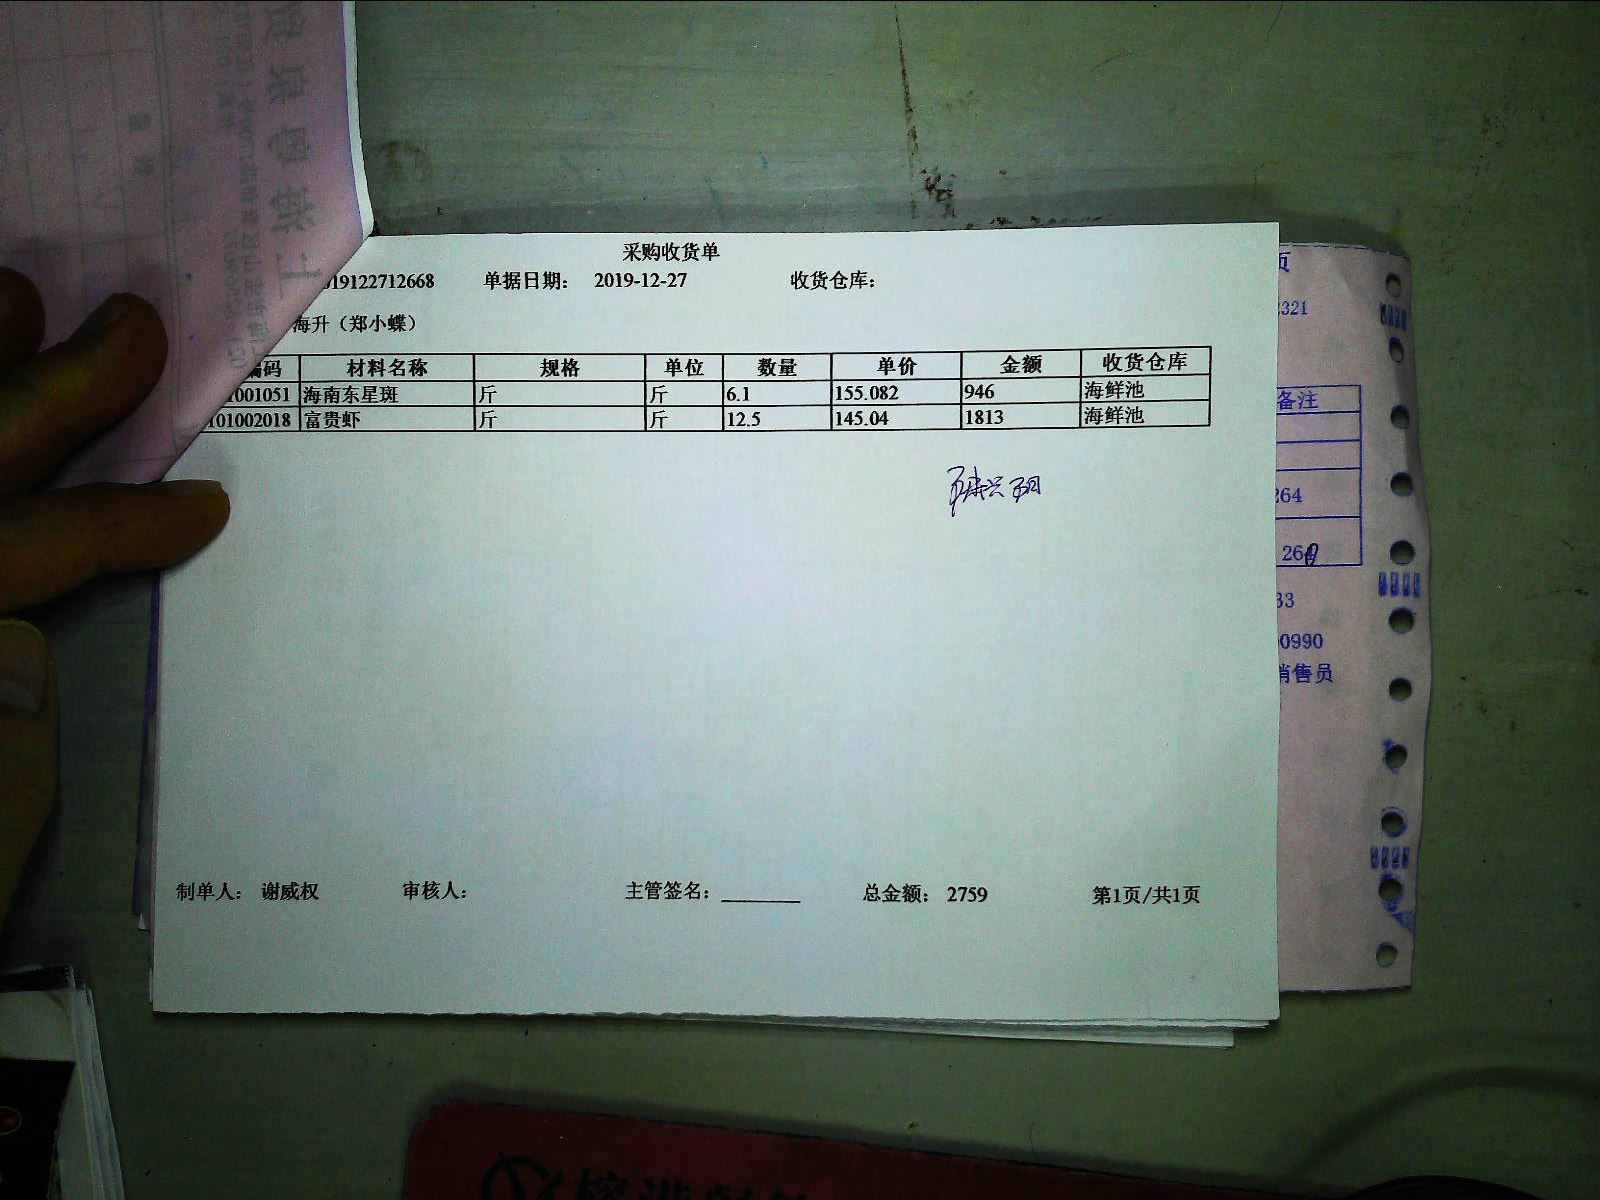 采购收货单
019122712668 单据日期： 2019-12-27 收货仓库：
海升（郑小蝶）
编码 材料名称 规格 单位 数量 单价 金额 收货仓库
1001051 海南东星斑 斤 斤 6.1 155.082 946 海鲜池
101002018 富贵虾 斤 斤 12.5 145.04 1813 海鲜池
制单人： 谢威权 审核人： 主管签名： 总金额： 2759 第1页/共1页
页
2321
备注
264
264
33
00990
销售员